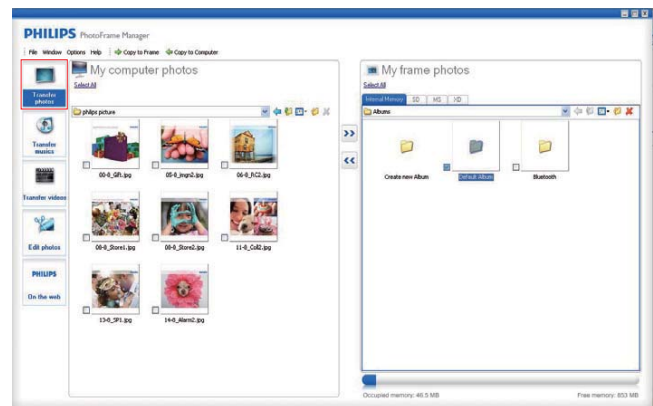 PHILIPS PhotoFrame Manager
File Window Options Help Copy to Frame Copy to Computer
Transfer photos
Transfer musics
Transfer videos
Edit photos
PHILIPS
On the web
My computer photos
Select All
philips picture
00-0_Gift.jpg 05-0_Imgn2.jpg 06-0_RC2.jpg
08-0_Store1.jpg 08-0_Store2.jpg 11-0_Coll2.jpg
13-0_SP1.jpg 14-0_Alarm2.jpg
>>
<<
My frame photos
Select All
Internal Memory SD MS XD
Albums
Create new Album Default Album Bluetooth
Occupied memory: 46.5 MB Free memory: 853 MB